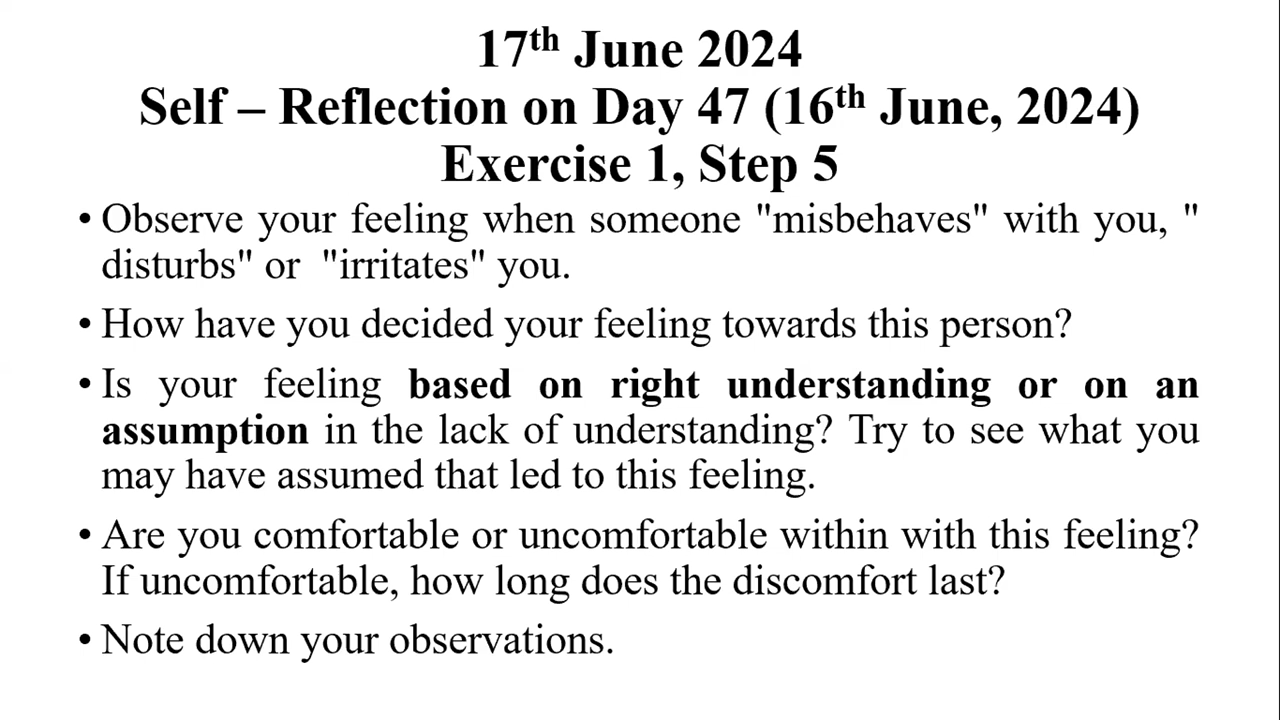 17th June 2024
Self – Reflection on Day 47 (16th June, 2024)
Exercise 1, Step 5
• Observe your feeling when someone "misbehaves" with you, "
disturbs" or "irritates" you.
• How have you decided your feeling towards this person?
• Is your feeling based on right understanding or on an
assumption in the lack of understanding? Try to see what you
may have assumed that led to this feeling.
• Are you comfortable or uncomfortable within with this feeling?
If uncomfortable, how long does the discomfort last?
• Note down your observations.